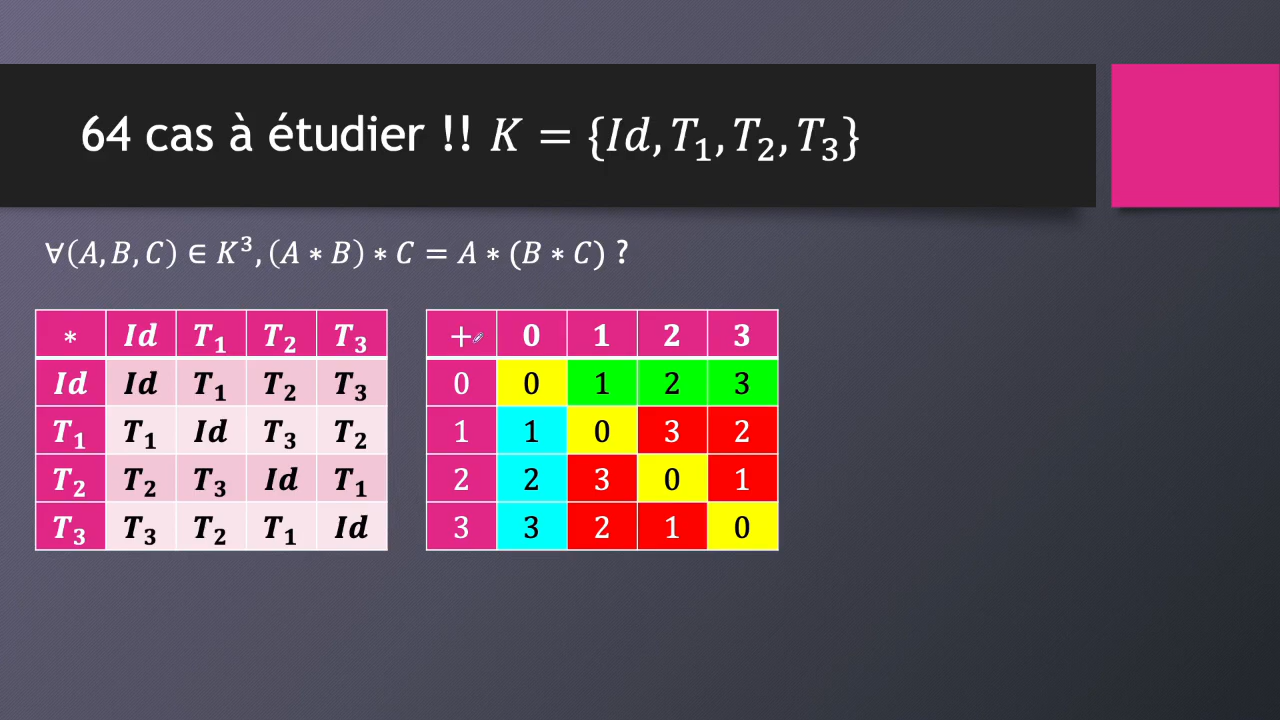 64 cas à étudier !! K = {Id, T₁, T₂, T₃}
∀(A, B, C) ∈ K³, (A ∗ B) ∗ C = A ∗ (B ∗ C) ?
∗ Id T₁ T₂ T₃
Id Id T₁ T₂ T₃
T₁ T₁ Id T₃ T₂
T₂ T₂ T₃ Id T₁
T₃ T₃ T₂ T₁ Id
+ 0 1 2 3
0 0 1 2 3
1 1 0 3 2
2 2 3 0 1
3 3 2 1 0